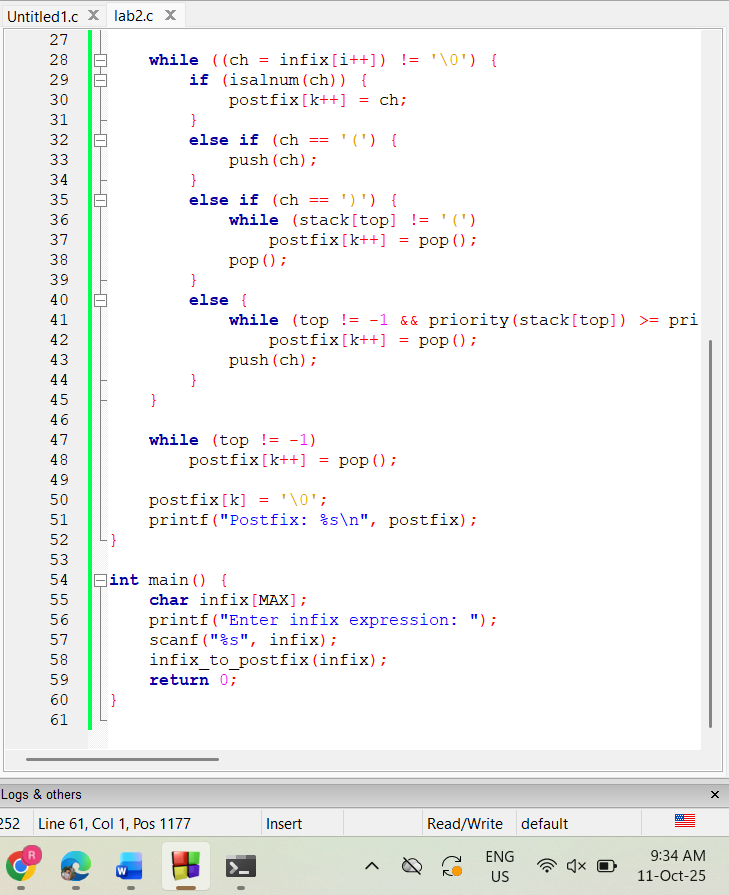 Untitled1.c X lab2.c X
27
28 while ((ch = infix[i++]) != '\0') {
29 if (isalnum(ch)) {
30 postfix[k++] = ch;
31 }
32 else if (ch == '(') {
33 push(ch);
34 }
35 else if (ch == ')') {
36 while (stack[top] != '(')
37 postfix[k++] = pop();
38 pop();
39 }
40 else {
41 while (top != -1 && priority(stack[top]) >= pri
42 postfix[k++] = pop();
43 push(ch);
44 }
45 }
46
47 while (top != -1)
48 postfix[k++] = pop();
49
50 postfix[k] = '\0';
51 printf("Postfix: %s\n", postfix);
52 }
53
54 int main() {
55 char infix[MAX];
56 printf("Enter infix expression: ");
57 scanf("%s", infix);
58 infix_to_postfix(infix);
59 return 0;
60 }
61
Logs & others
252 Line 61, Col 1, Pos 1177 Insert Read/Write default
R W ENG 9:34 AM
US 11-Oct-25